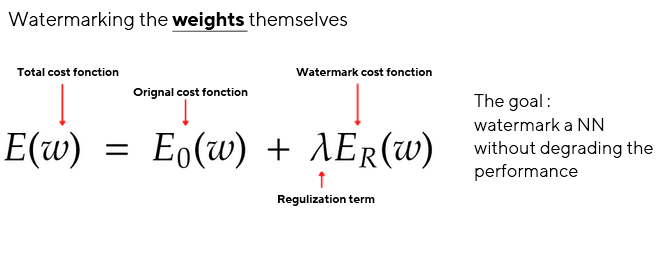 Watermarking the weights themselves
Total cost fonction
Orignal cost fonction
Watermark cost fonction
E(w) = E₀(w) + λE_R(w)
Regulization term
The goal :
watermark a NN
without degrading the
performance